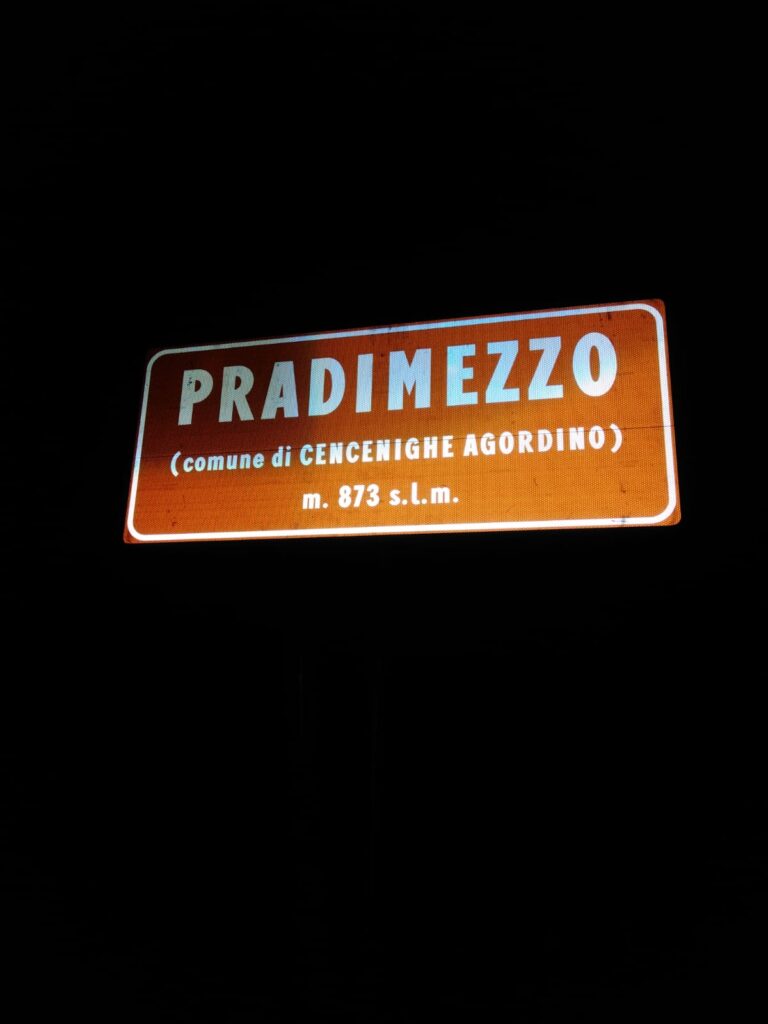 PRADIMEZZO
(comune di CENCENIGHE AGORDINO)
m. 873 s.l.m.